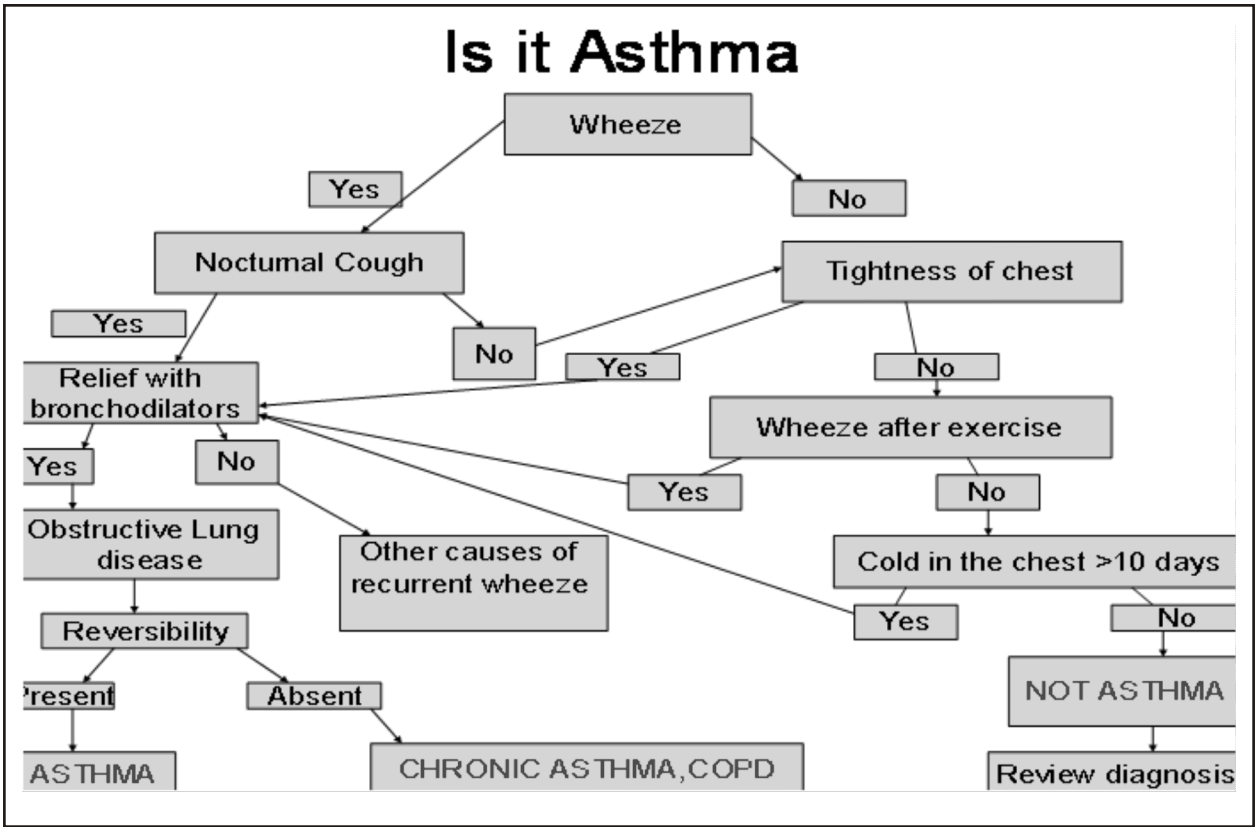 Is it Asthma
Wheeze
Yes
No
Nocturnal Cough
Tightness of chest
Yes
No
Yes
No
Relief with
bronchodilators
Wheeze after exercise
Yes
No
Yes
No
Obstructive Lung
disease
Other causes of
recurrent wheeze
Cold in the chest >10 days
Yes
No
Reversibility
Present
Absent
NOT ASTHMA
ASTHMA
CHRONIC ASTHMA,COPD
Review diagnosis